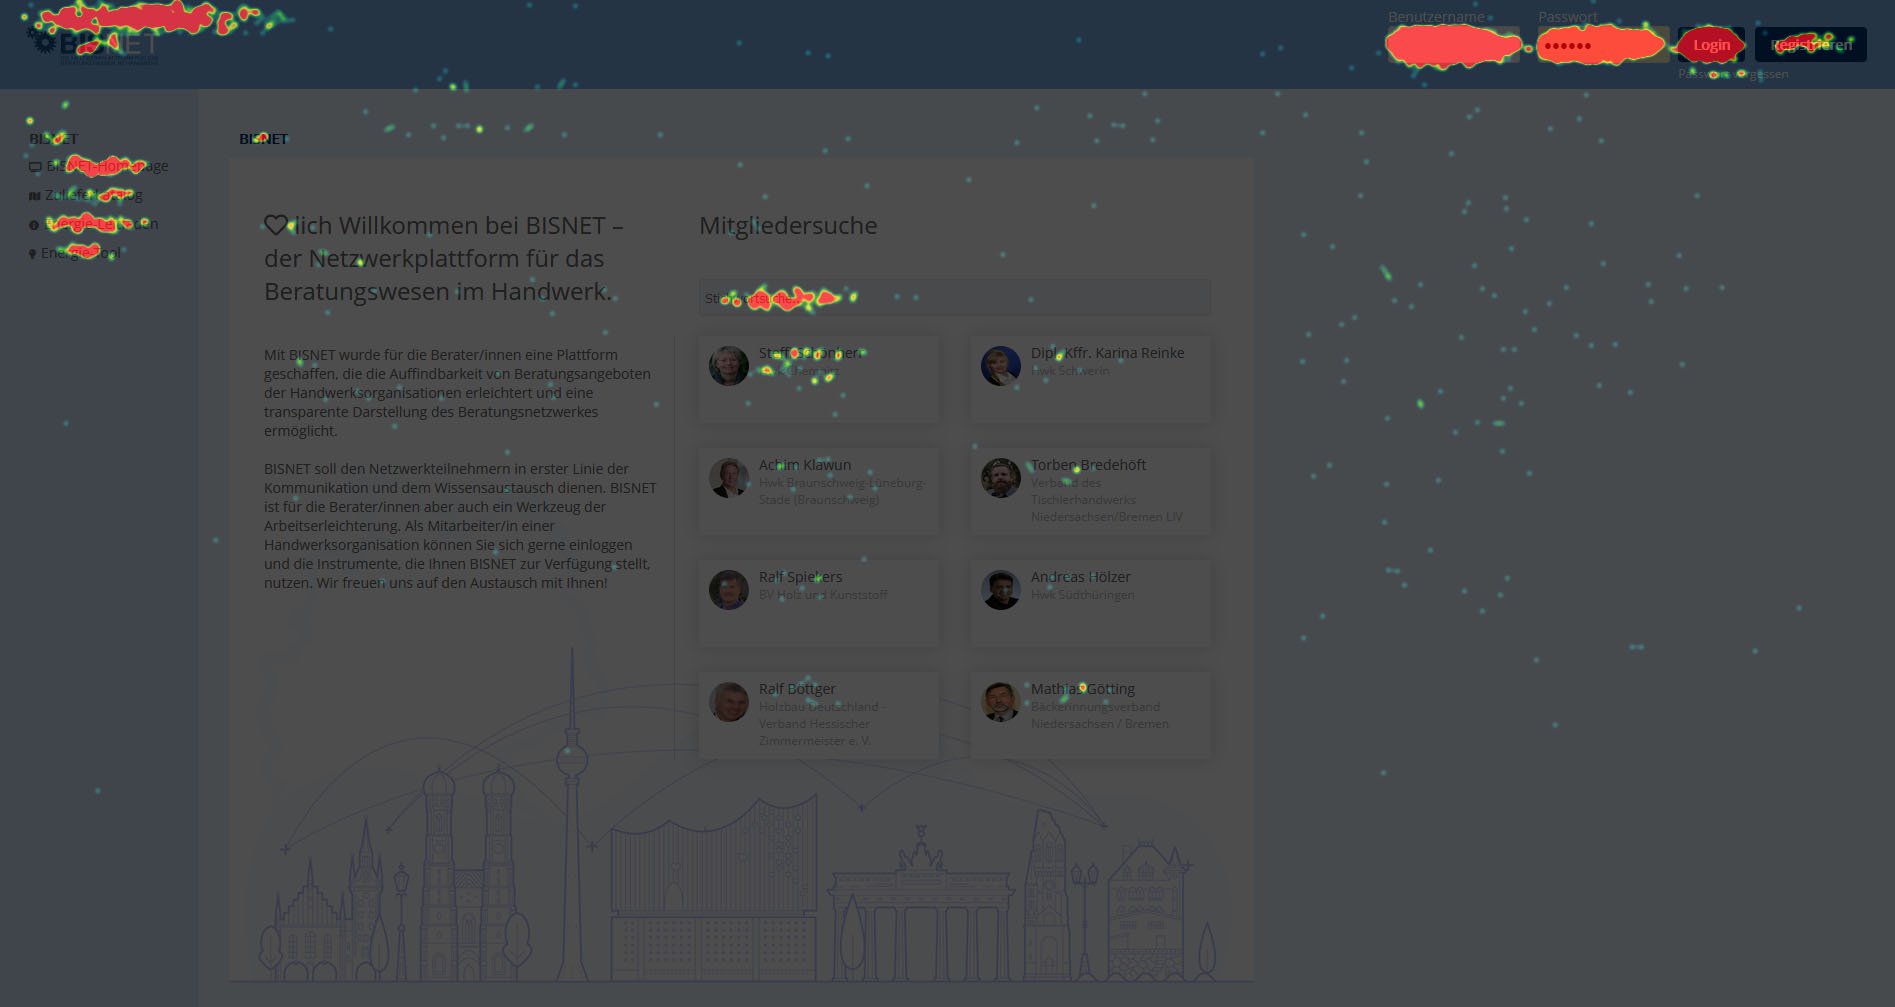 Benutzername
Passwort
BISNET
Login
Registrieren
Passwort vergessen
BISNET
BISNET-Homepage
Zulieferkatalog
Energie-Leitfaden
Energie-Tool
BISNET
lich Willkommen bei BISNET –
der Netzwerkplattform für das
Beratungswesen im Handwerk.
Mit BISNET wurde für die Berater/innen eine Plattform
geschaffen, die die Auffindbarkeit von Beratungsangeboten
der Handwerksorganisationen erleichtert und eine
transparente Darstellung des Beratungsnetzwerkes
ermöglicht.
BISNET soll den Netzwerkteilnehmern in erster Linie der
Kommunikation und dem Wissensaustausch dienen. BISNET
ist für die Berater/innen aber auch ein Werkzeug der
Arbeitserleichterung. Als Mitarbeiter/in einer
Handwerksorganisation können Sie sich gerne einloggen
und die Instrumente, die Ihnen BISNET zur Verfügung stellt,
nutzen. Wir freuen uns auf den Austausch mit Ihnen!
Mitgliedersuche
Stichwortsuche...
Steffi Schönherr
Hwk Chemnitz
Dipl. Kffr. Karina Reinke
Hwk Schwerin
Achim Klawun
Hwk Braunschweig-Lüneburg-
Stade (Braunschweig)
Torben Bredehöft
Verband des
Tischlerhandwerks
Niedersachsen/Bremen LIV
Ralf Spiekers
BV Holz und Kunststoff
Andreas Hölzer
Hwk Südthüringen
Ralf Böttger
Holzbau Deutschland -
Verband Hessischer
Zimmermeister e. V.
Mathias Götting
Bäckerinnungsverband
Niedersachsen / Bremen